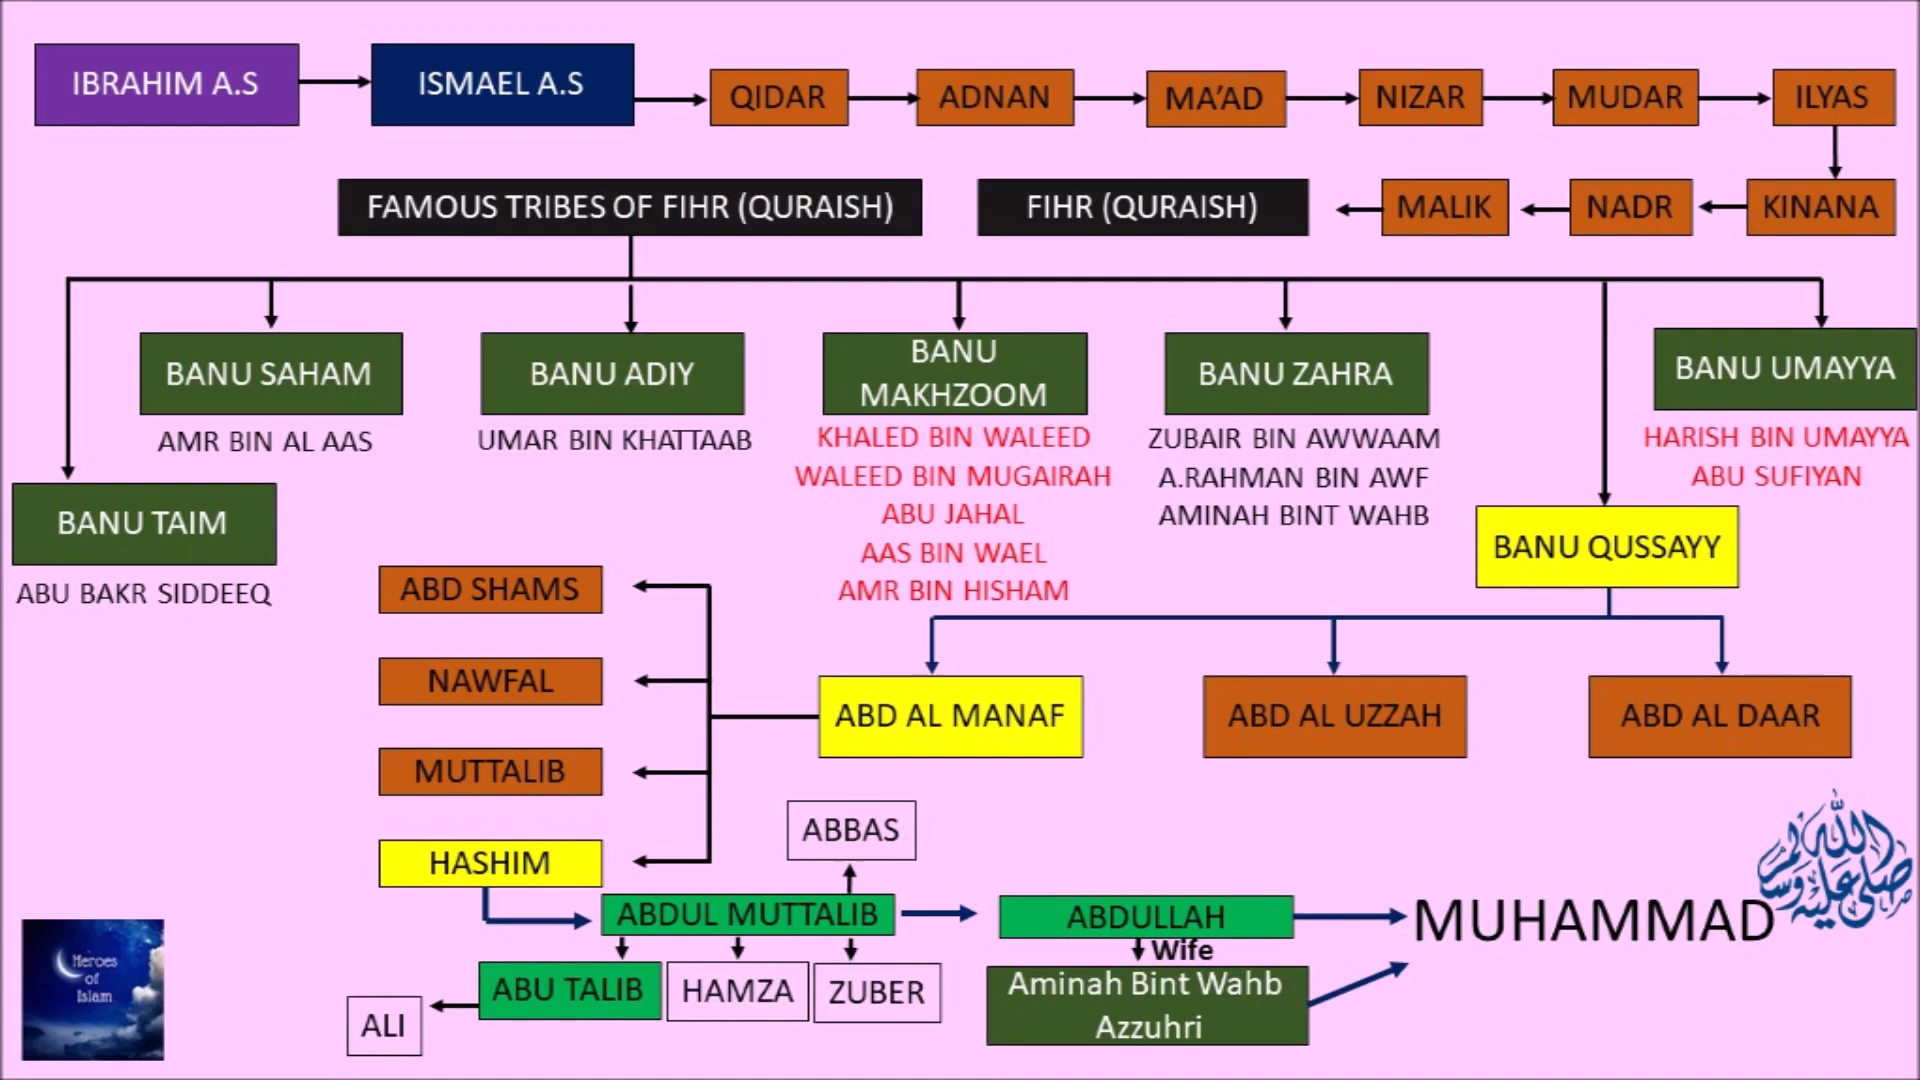 IBRAHIM A.S
ISMAEL A.S
QIDAR
ADNAN
MA’AD
NIZAR
MUDAR
ILYAS
FAMOUS TRIBES OF FIHR (QURAISH)
FIHR (QURAISH)
MALIK
NADR
KINANA
BANU SAHAM
AMR BIN AL AAS
BANU ADIY
UMAR BIN KHATTAAB
BANU
MAKHZOOM
KHALED BIN WALEED
WALEED BIN MUGAIRAH
ABU JAHAL
AAS BIN WAEL
AMR BIN HISHAM
BANU ZAHRA
ZUBAIR BIN AWWAAM
A.RAHMAN BIN AWF
AMINAH BINT WAHB
BANU UMAYYA
HARISH BIN UMAYYA
ABU SUFIYAN
BANU TAIM
ABU BAKR SIDDEEQ
BANU QUSSAYY
ABD SHAMS
NAWFAL
MUTTALIB
HASHIM
ABD AL MANAF
ABD AL UZZAH
ABD AL DAAR
ABBAS
ABDUL MUTTALIB
ABDULLAH
MUHAMMAD
صلى الله عليه وسلم
Wife
ABU TALIB
HAMZA
ZUBER
Aminah Bint Wahb
Azzuhri
ALI
Heroes
of
Islam